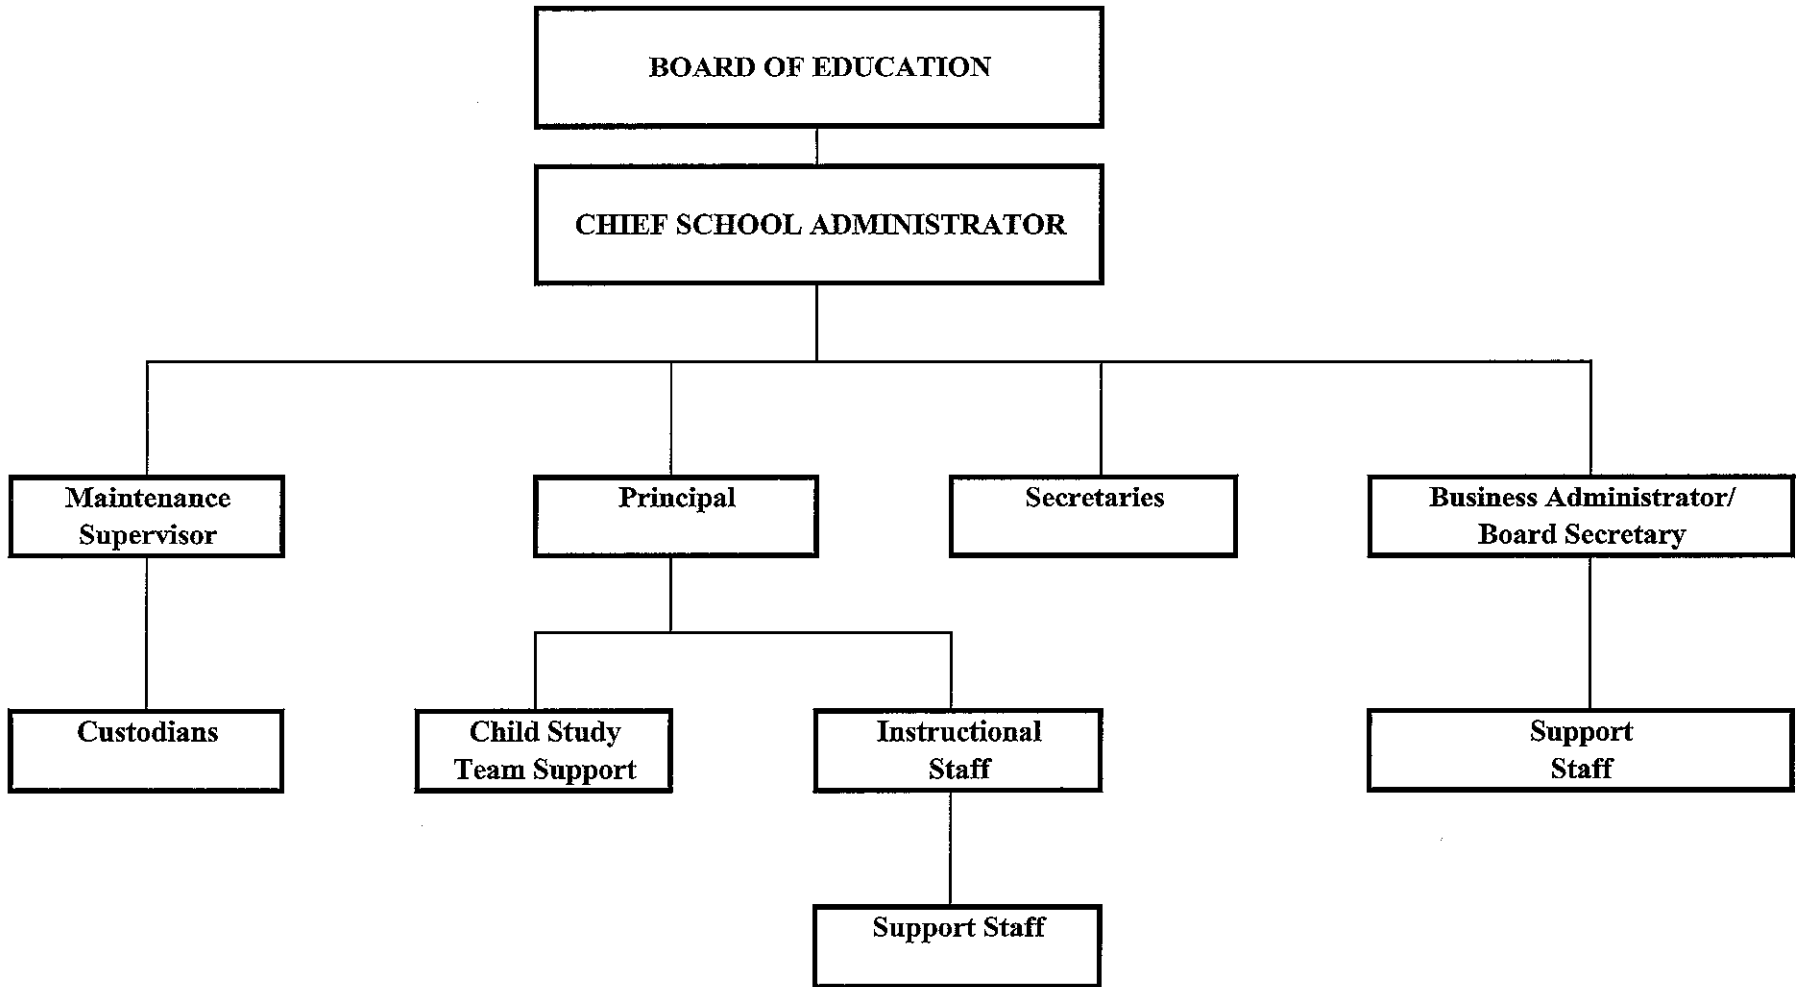 BOARD OF EDUCATION
CHIEF SCHOOL ADMINISTRATOR
Maintenance
Supervisor
Principal
Secretaries
Business Administrator/
Board Secretary
Custodians
Child Study
Team Support
Instructional
Staff
Support
Staff
Support Staff